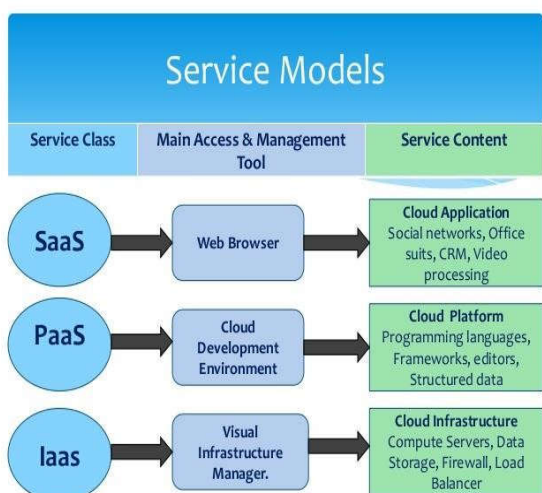 Service Models
Service Class
Main Access & Management
Tool
Service Content
SaaS
Web Browser
Cloud Application
Social networks, Office
suits, CRM, Video
processing
PaaS
Cloud
Development
Environment
Cloud Platform
Programming languages,
Frameworks, editors,
Structured data
Iaas
Visual
Infrastructure
Manager.
Cloud Infrastructure
Compute Servers, Data
Storage, Firewall, Load
Balancer